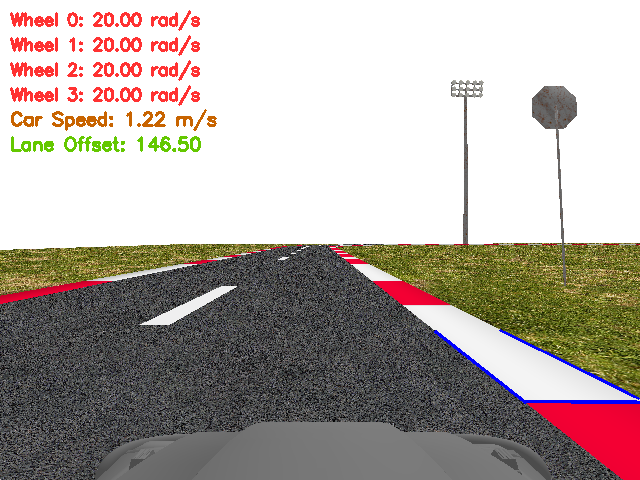 Wheel 0: 20.00 rad/s
Wheel 1: 20.00 rad/s
Wheel 2: 20.00 rad/s
Wheel 3: 20.00 rad/s
Car Speed: 1.22 m/s
Lane Offset: 146.50